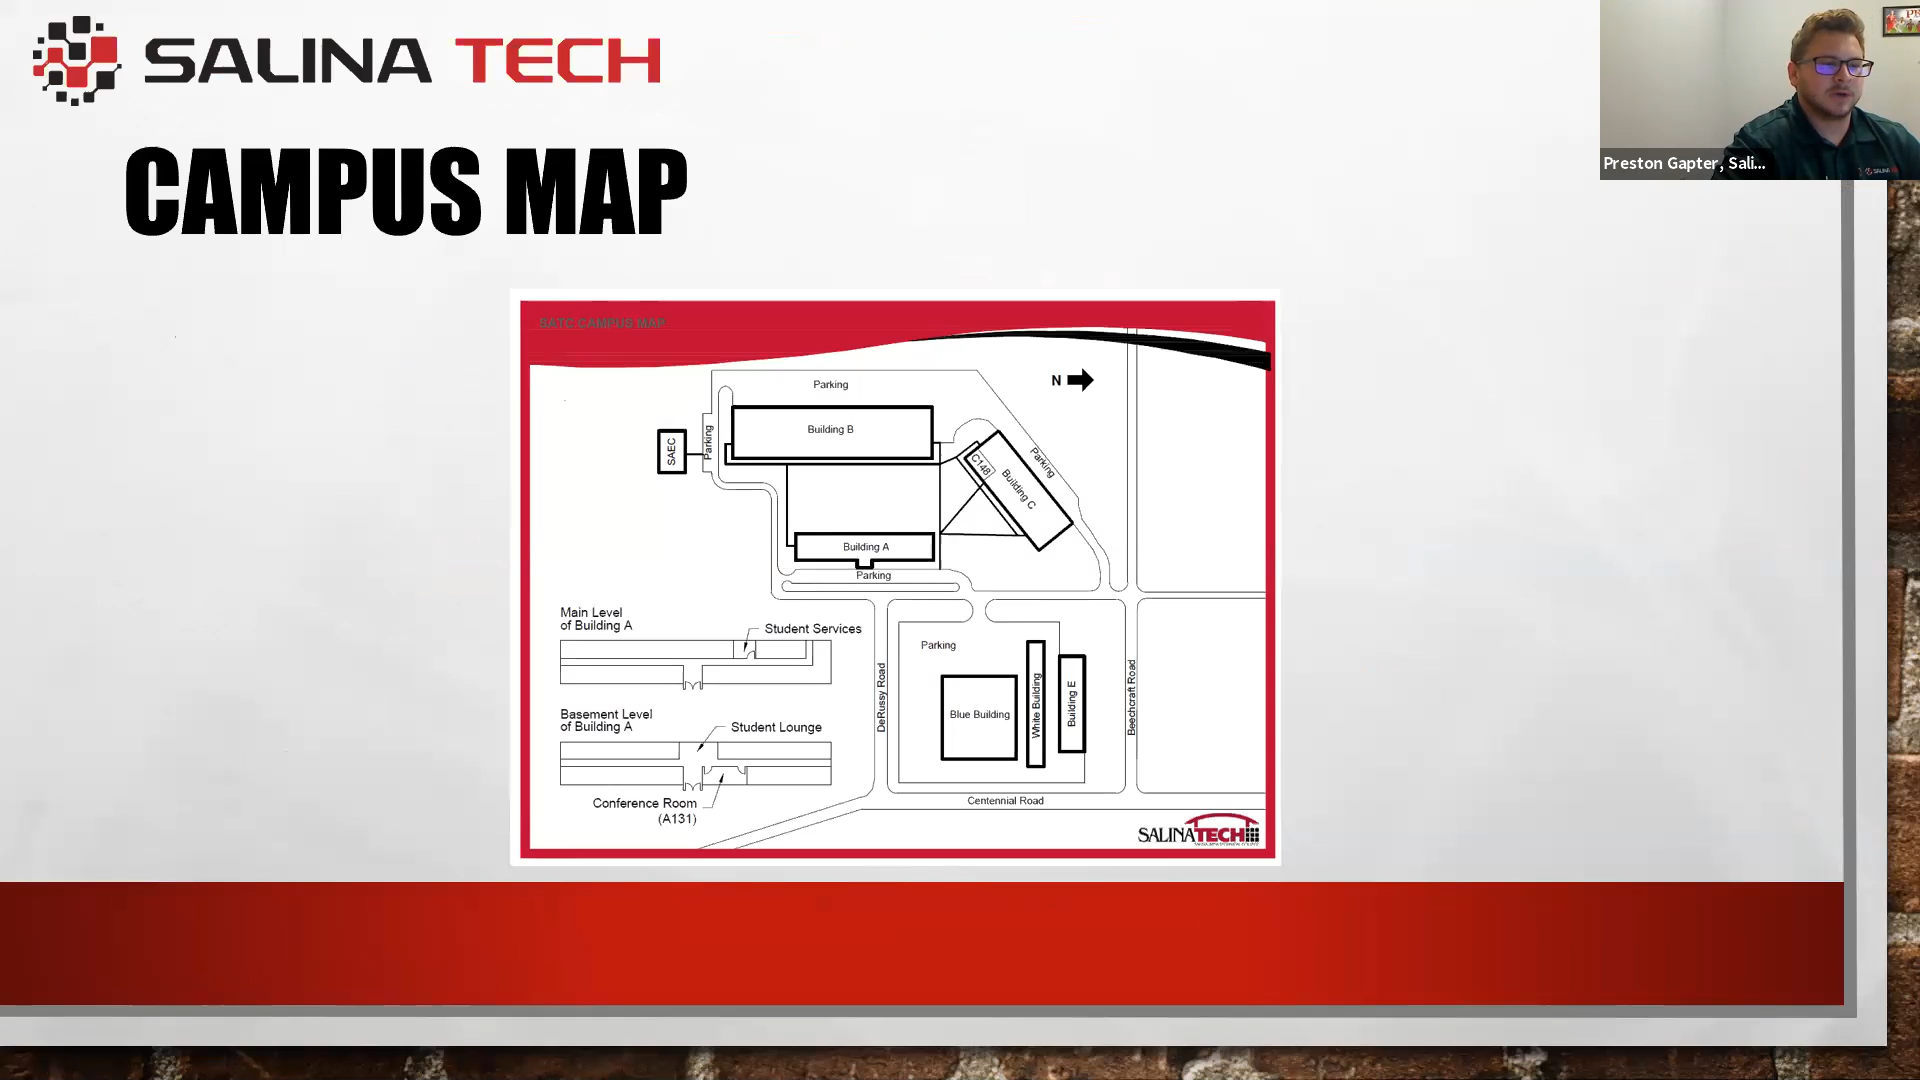 SALINA TECH
CAMPUS MAP
Preston Gapter, Sali...
SATC CAMPUS MAP
N
Parking
Building B
SAEC
Parking
C148
Building C
Parking
Building A
Parking
Main Level
of Building A
Student Services
Parking
DeRussy Road
Blue Building
White Building
Building E
Beechcraft Road
Basement Level
of Building A
Student Lounge
Conference Room
(A131)
Centennial Road
SALINATECH